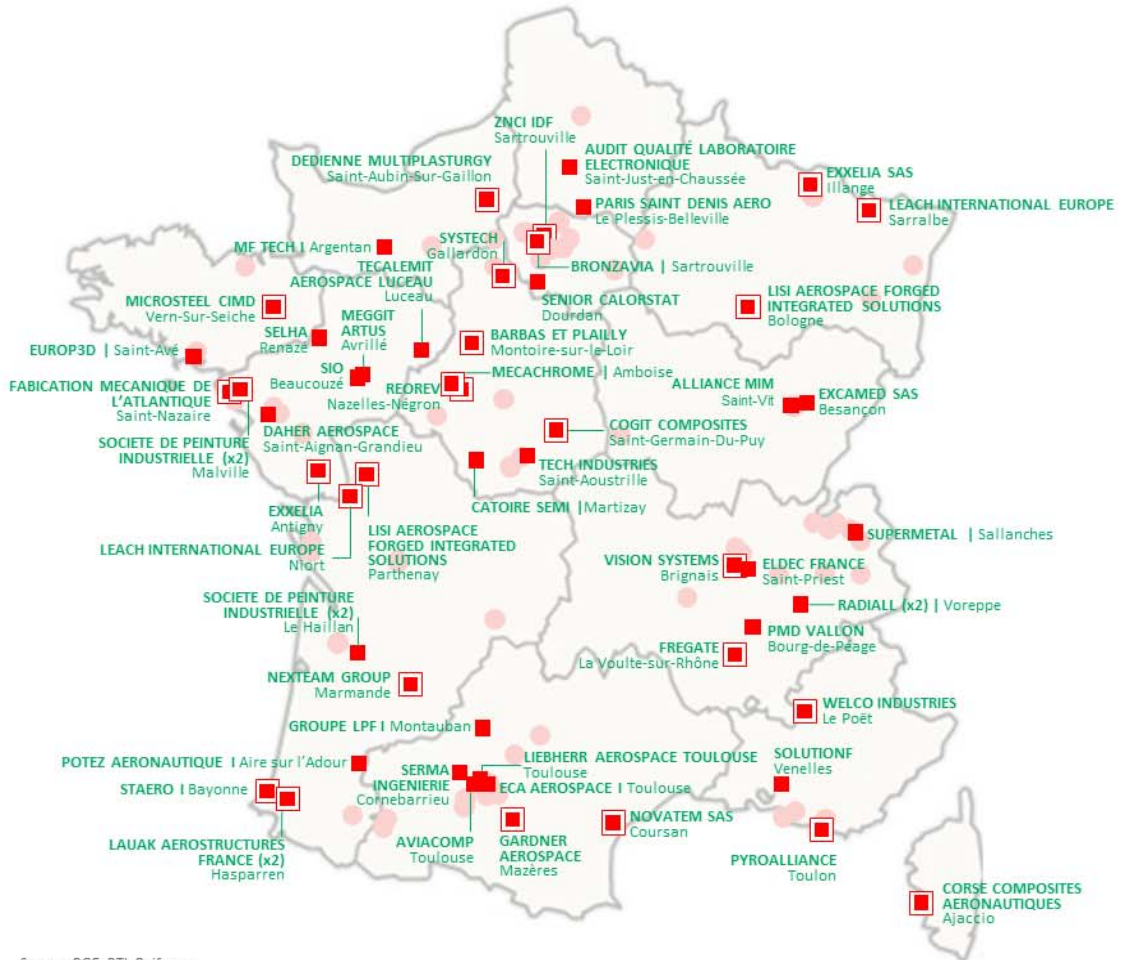 ZNCI IDF
Sartrouville
AUDIT QUALITÉ LABORATOIRE
ELECTRONIQUE
Saint-Just-en-Chaussée
DEDIENNE MULTIPLASTURGY
Saint-Aubin-Sur-Gaillon
EXXELIA SAS
Illange
LEACH INTERNATIONAL EUROPE
Sarralbe
PARIS SAINT DENIS AERO
Le Plessis-Belleville
MF TECH I Argentan
SYSTECH
Gallardon
BRONZAVIA | Sartrouville
TECALEMIT
AEROSPACE LUCEAU
Luceau
SENIOR CALORSTAT
Dourdan
LISI AEROSPACE FORGED
INTEGRATED SOLUTIONS
Bologne
MICROSTEEL CIMD
Vern-Sur-Seiche
MEGGIT
ARTUS
Avrillé
SELHA
Renaze
BARBAS ET PLAILLY
Montoire-sur-le-Loir
EUROP3D | Saint-Avé
SIO
Beaucouzé
MECACHROME | Amboise
REOREV
Nazelles-Négron
ALLIANCE MIM
Saint-Vit
EXCAMED SAS
Besançon
FABICATION MECANIQUE DE
L'ATLANTIQUE
Saint-Nazaire
DAHER AEROSPACE
Saint-Aignan-Grandieu
COGIT COMPOSITES
Saint-Germain-Du-Puy
SOCIETE DE PEINTURE
INDUSTRIELLE (x2)
Malville
TECH INDUSTRIES
Saint-Aoustrille
CATOIRE SEMI |Martizay
EXXELIA
Antigny
LISI AEROSPACE
FORGED INTEGRATED
SOLUTIONS
Parthenay
LEACH INTERNATIONAL EUROPE
Niort
SUPERMETAL | Sallanches
VISION SYSTEMS
Brignais
ELDEC FRANCE
Saint-Priest
SOCIETE DE PEINTURE
INDUSTRIELLE (x2)
Le Haillan
RADIALL (x2) | Voreppe
PMD VALLON
Bourg-de-Péage
FREGATE
La Voulte-sur-Rhône
NEXTEAM GROUP
Marmande
WELCO INDUSTRIES
Le Poët
GROUPE LPF I Montauban
POTEZ AERONAUTIQUE I Aire sur l'Adour
SERMA
INGENIERIE
Cornebarrieu
LIEBHERR AEROSPACE TOULOUSE
Toulouse
SOLUTIONF
Venelles
STAERO I Bayonne
ECA AEROSPACE I Toulouse
LAUAK AEROSTRUCTURES
FRANCE (x2)
Hasparren
AVIACOMP
Toulouse
GARDNER
AEROSPACE
Mazères
NOVATEM SAS
Coursan
PYROALLIANCE
Toulon
CORSE COMPOSITES
AERONAUTIQUES
Ajaccio